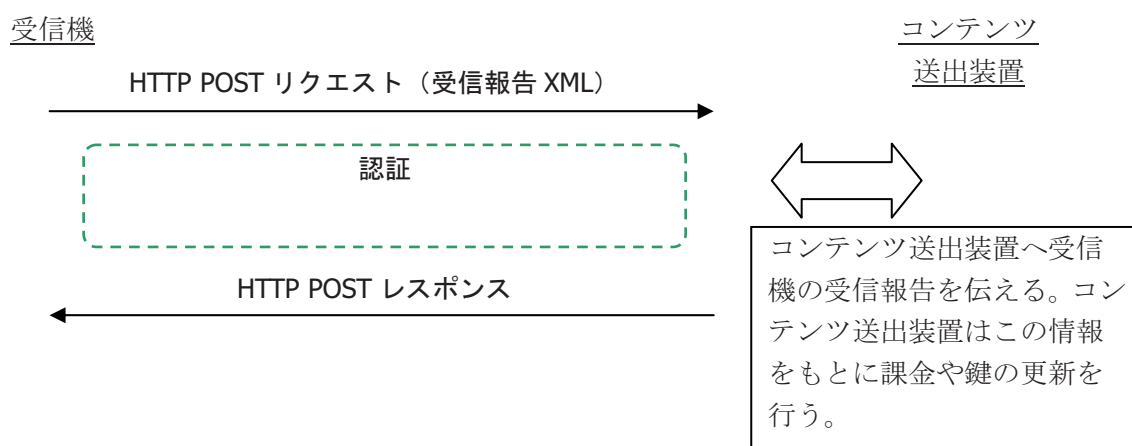 受信機
コンテンツ
送出装置
HTTP POST リクエスト（受信報告 XML）
認証
HTTP POST レスポンス
コンテンツ送出装置へ受信
機の受信報告を伝える。コン
テンツ送出装置はこの情報
をもとに課金や鍵の更新を
行う。